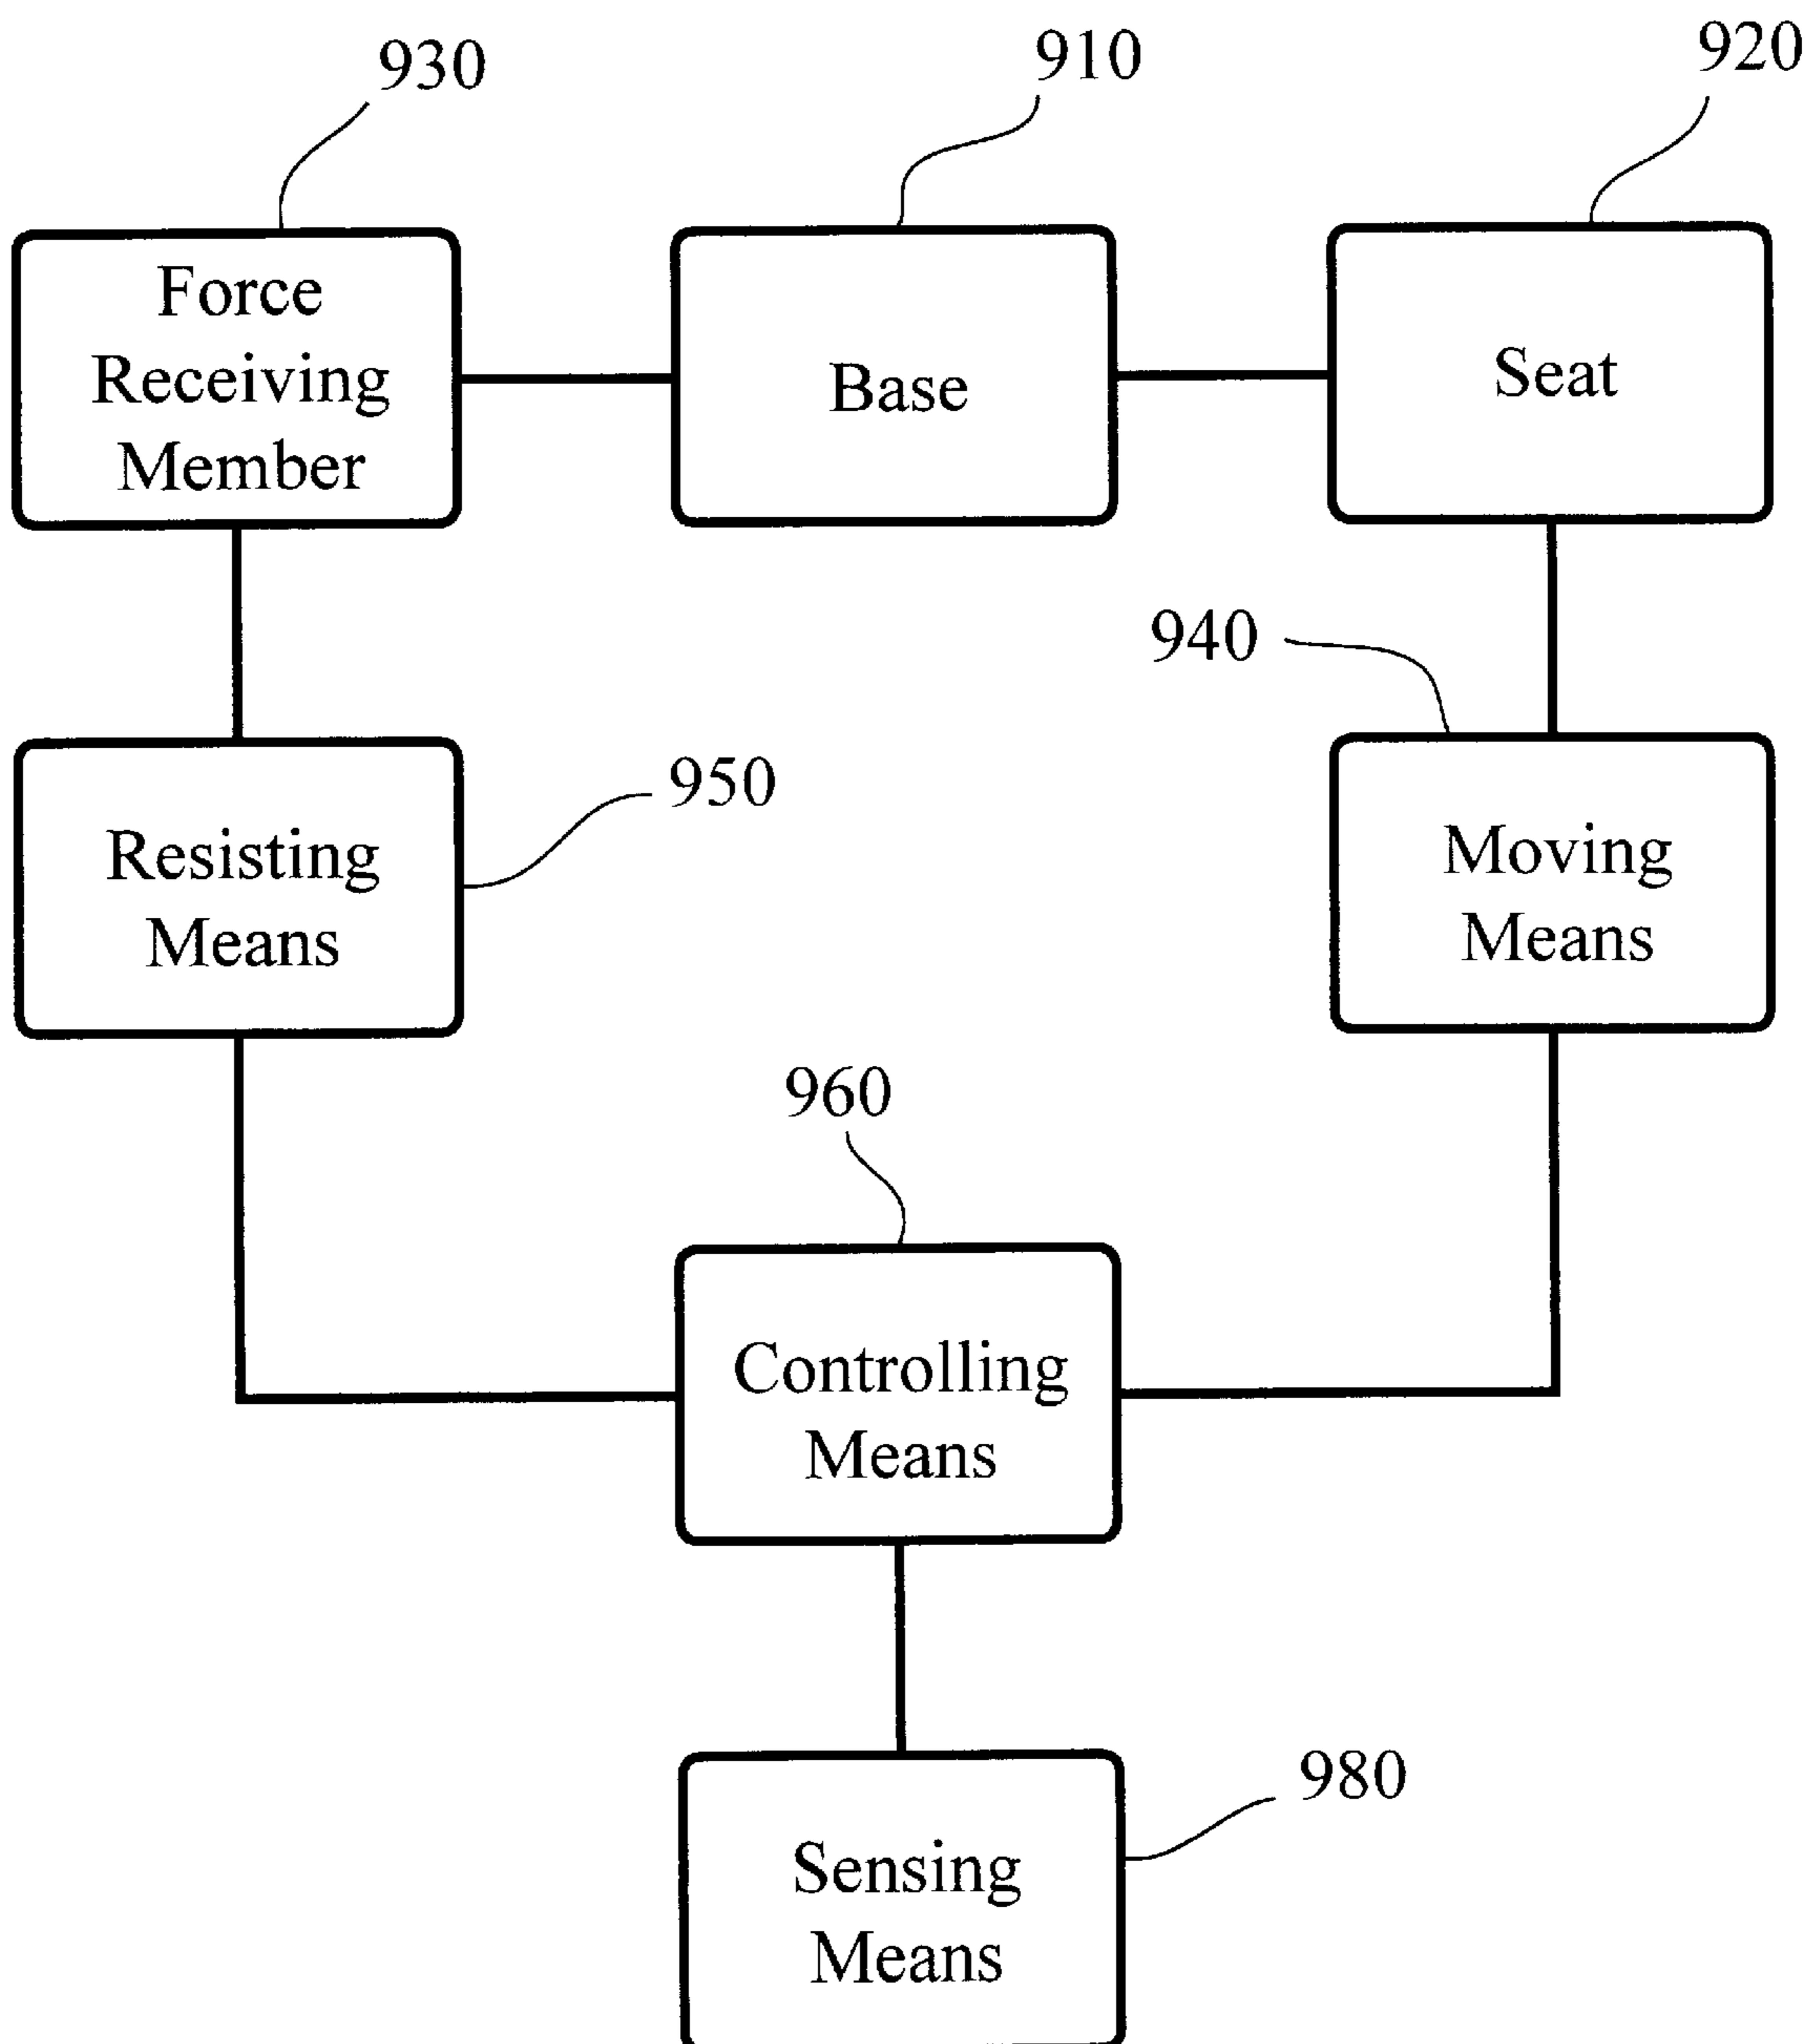 930
910
920
Force
Receiving
Member
Base
Seat
940
950
Resisting
Means
Moving
Means
960
Controlling
Means
980
Sensing
Means